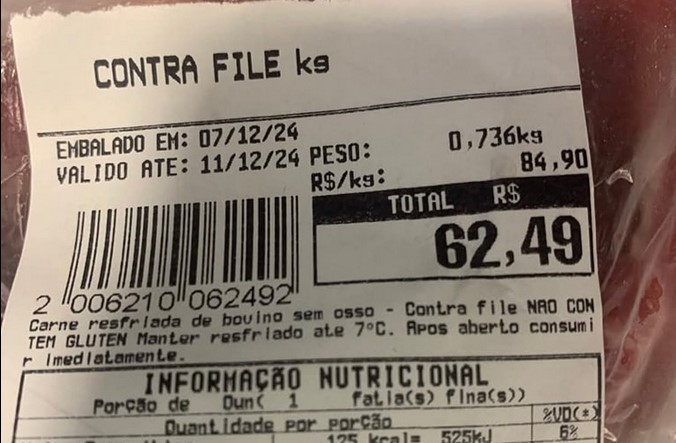 CONTRA FILE kg
EMBALADO EM: 07/12/24
VALIDO ATE: 11/12/24
PESO: 0,736kg
R$/kg: 84,90
TOTAL R$
62,49
2 006210 062492
Carne resfriada de bovino sem osso - Contra file NAO CON
TEM GLUTEN Manter resfriado ate 7ºC. Apos aberto consumi
r imediatamente.
INFORMAÇÃO NUTRICIONAL
Porção de 0un( 1 fatia(s) fina(s))
Quantidade por porção %VD(*)
125 kcal= 525kJ 6%